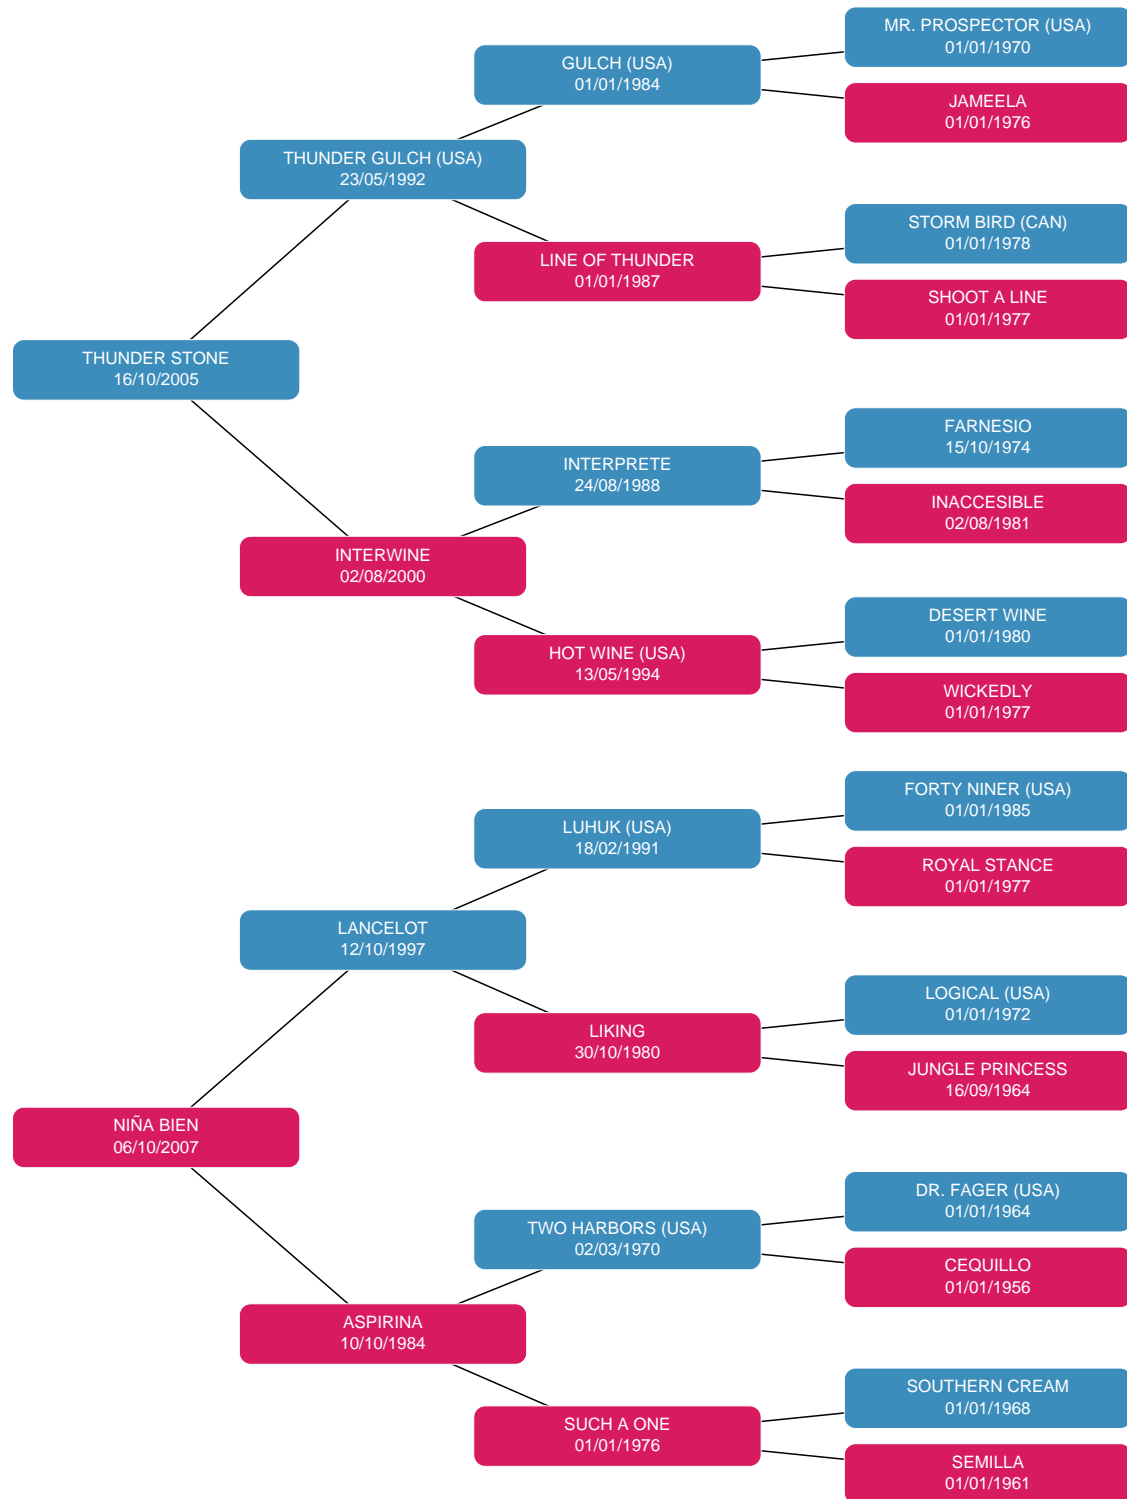 MR. PROSPECTOR (USA)
01/01/1970
GULCH (USA)
01/01/1984
JAMEELA
01/01/1976
THUNDER GULCH (USA)
23/05/1992
STORM BIRD (CAN)
01/01/1978
LINE OF THUNDER
01/01/1987
SHOOT A LINE
01/01/1977
THUNDER STONE
16/10/2005
FARNESIO
15/10/1974
INTERPRETE
24/08/1988
INACCESIBLE
02/08/1981
INTERWINE
02/08/2000
DESERT WINE
01/01/1980
HOT WINE (USA)
13/05/1994
WICKEDLY
01/01/1977
FORTY NINER (USA)
01/01/1985
LUHUK (USA)
18/02/1991
ROYAL STANCE
01/01/1977
LANCELOT
12/10/1997
LOGICAL (USA)
01/01/1972
LIKING
30/10/1980
JUNGLE PRINCESS
16/09/1964
NIÑA BIEN
06/10/2007
DR. FAGER (USA)
01/01/1964
TWO HARBORS (USA)
02/03/1970
CEQUILLO
01/01/1956
ASPIRINA
10/10/1984
SOUTHERN CREAM
01/01/1968
SUCH A ONE
01/01/1976
SEMILLA
01/01/1961